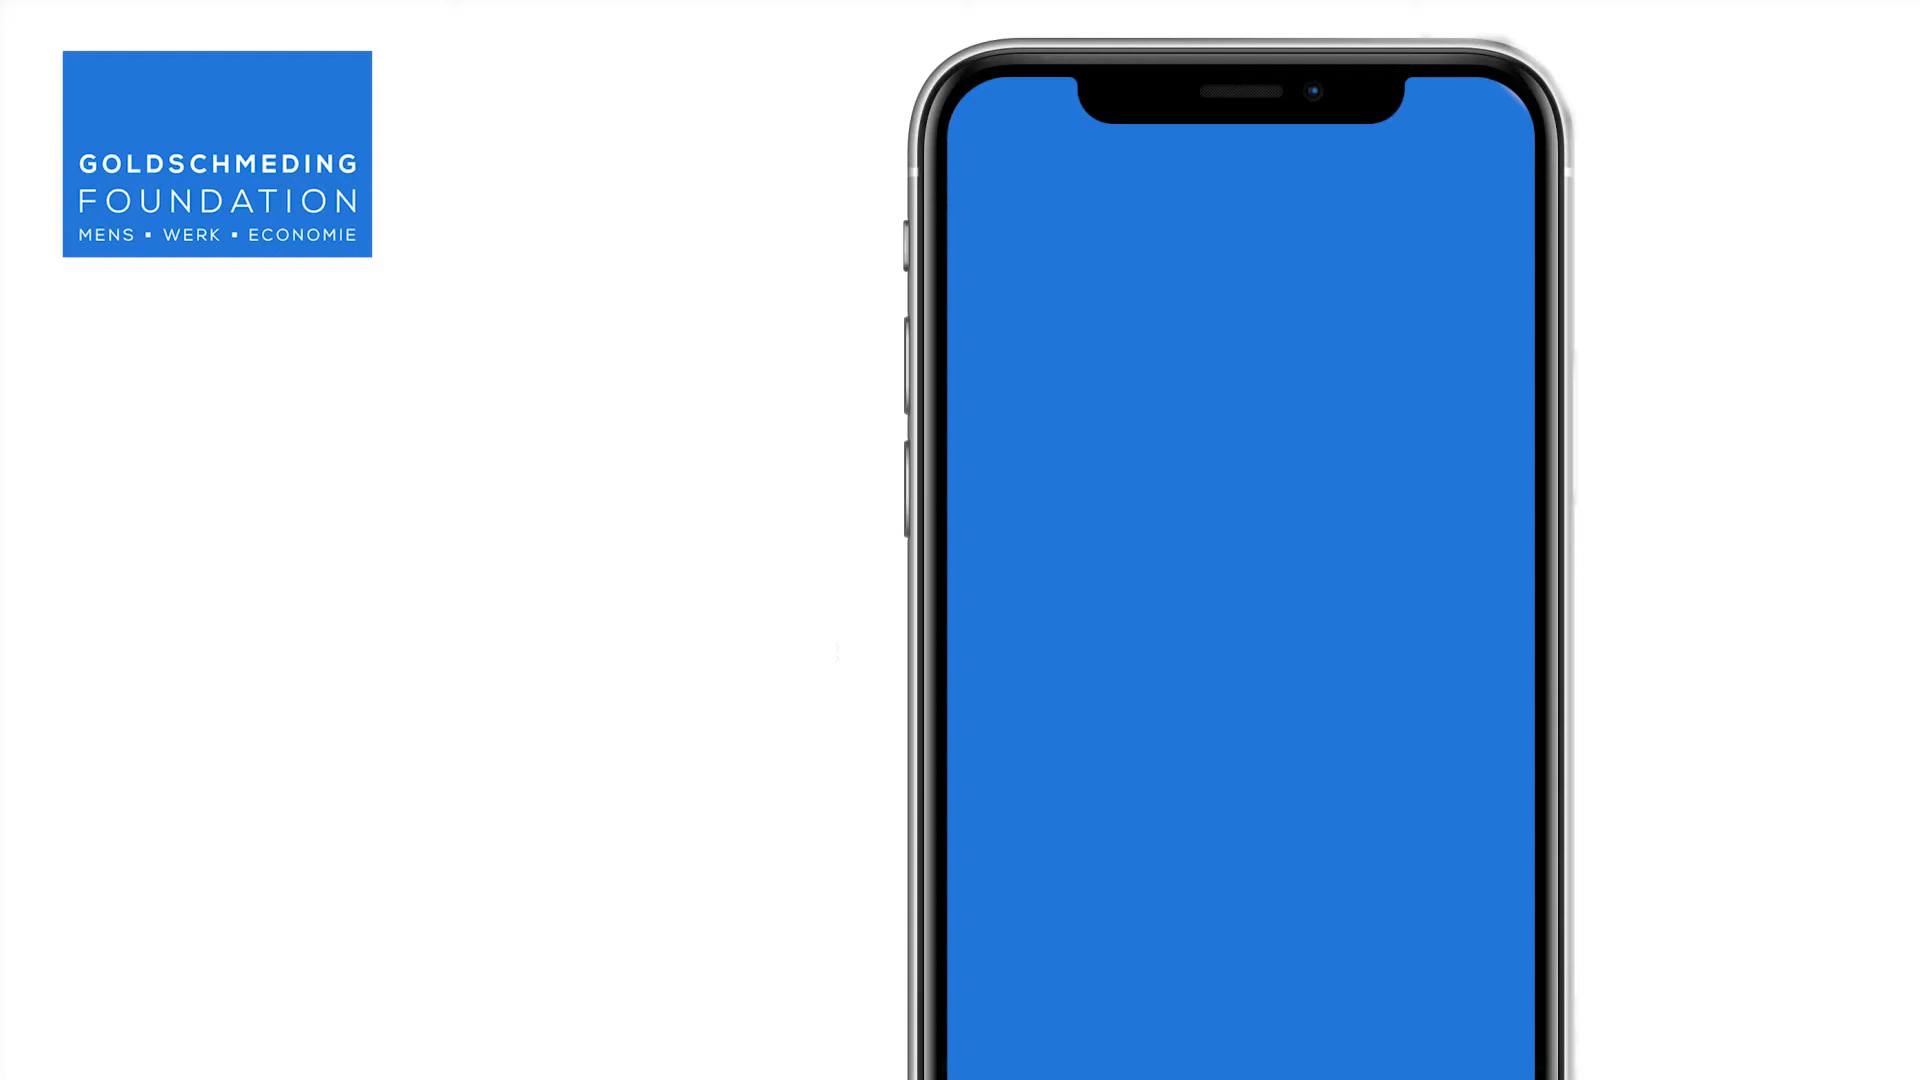 GOLDSCHMEDING
FOUNDATION
MENS ▪ WERK ▪ ECONOMIE